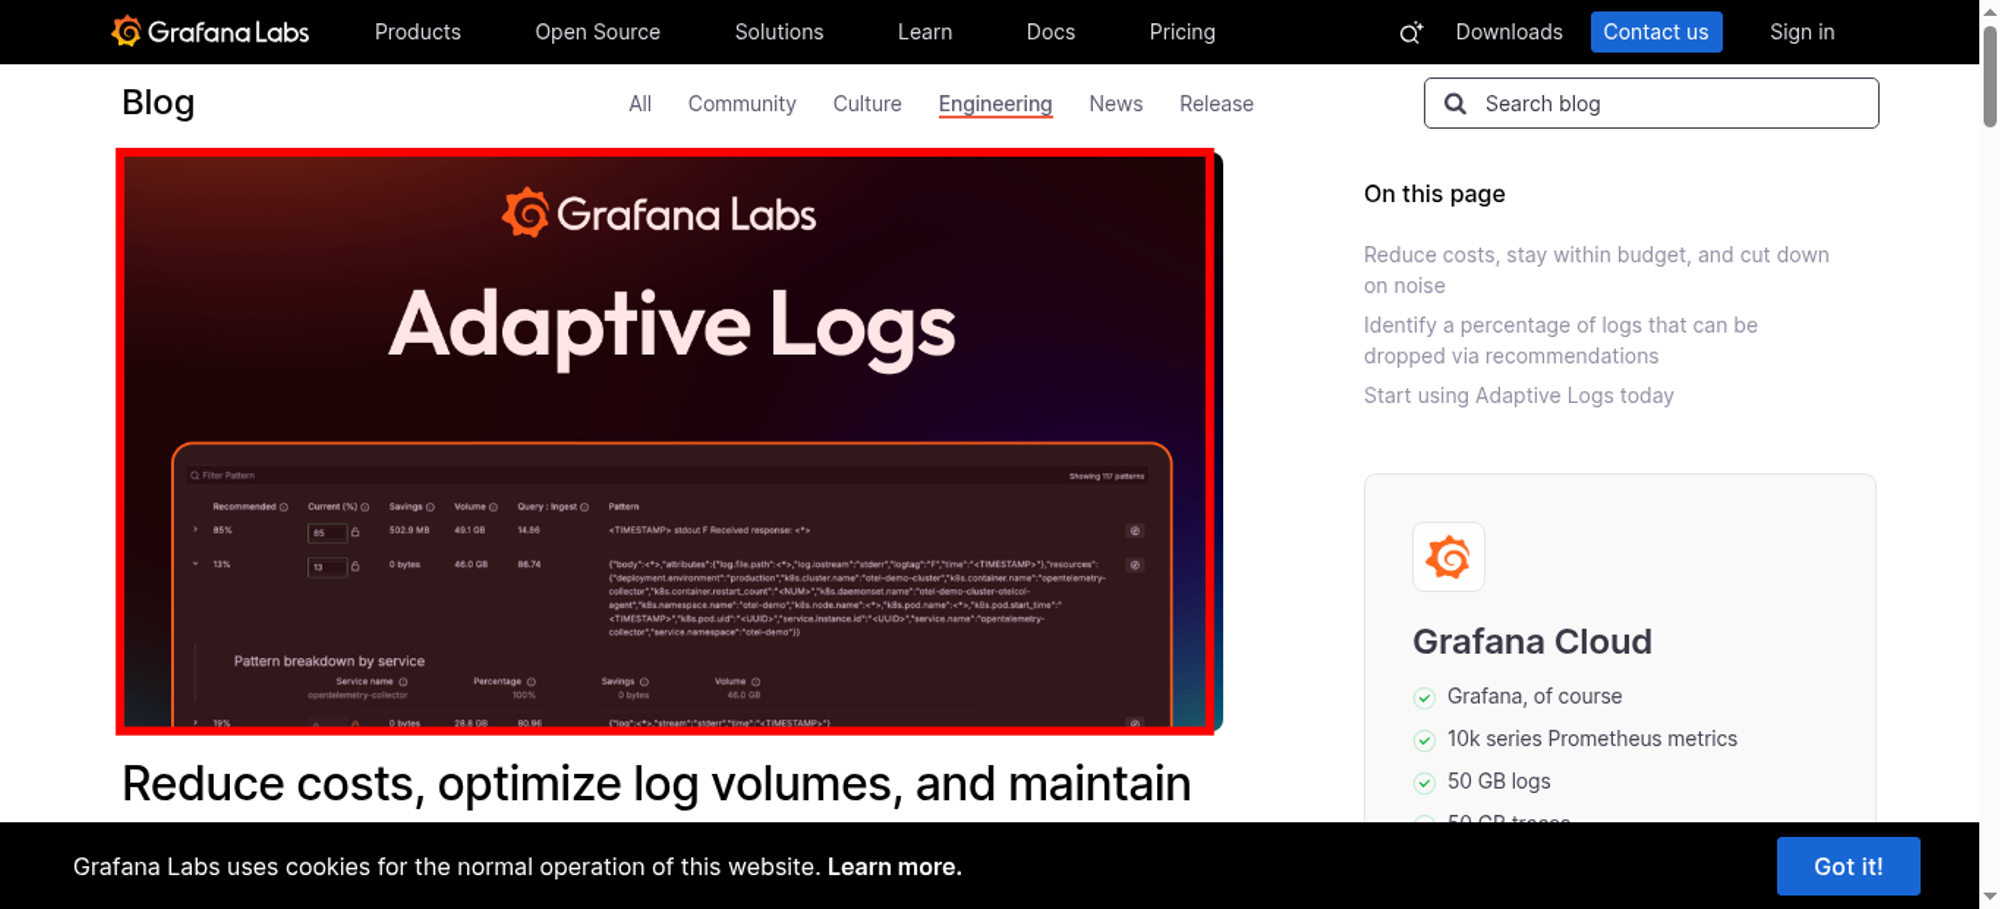 Grafana Labs
Products
Open Source
Solutions
Learn
Docs
Pricing
Downloads
Contact us
Sign in
Blog
All
Community
Culture
Engineering
News
Release
Search blog
Grafana Labs
Adaptive Logs
Filter Pattern
Showing 117 patterns
Recommended Current (%) Savings Volume Query : Ingest Pattern
85% 85 502.9 MB 49.1 GB 14.86 <TIMESTAMP> stdout F Received response: <*>
13% 13 0 bytes 46.0 GB 86.74 {"body":<*>,"attributes":{"log.file.path":<*>,"log.iostream":"stderr","logtag":"F","time":"<TIMESTAMP>"},"resources":
{"deployment.environment":"production","k8s.cluster.name":"otel-demo-cluster","k8s.container.name":"opentelemetry-
collector","k8s.container.restart_count":"<NUM>","k8s.daemonset.name":"otel-demo-cluster-otelcol-
agent","k8s.namespace.name":"otel-demo","k8s.node.name":<*>,"k8s.pod.name":<*>,"k8s.pod.start_time":"
<TIMESTAMP>","k8s.pod.uid":"<UUID>","service.instance.id":"<UUID>","service.name":"opentelemetry-
collector","service.namespace":"otel-demo"}}
Pattern breakdown by service
Service name Percentage Savings Volume
opentelemetry-collector 100% 0 bytes 46.0 GB
19% 0 bytes 28.8 GB 80.96 {"log":<*>,"stream":"stderr","time":"<TIMESTAMP>"}
Reduce costs, optimize log volumes, and maintain
On this page
Reduce costs, stay within budget, and cut down
on noise
Identify a percentage of logs that can be
dropped via recommendations
Start using Adaptive Logs today
Grafana Cloud
Grafana, of course
10k series Prometheus metrics
50 GB logs
50 GB traces
Grafana Labs uses cookies for the normal operation of this website. Learn more.
Got it!